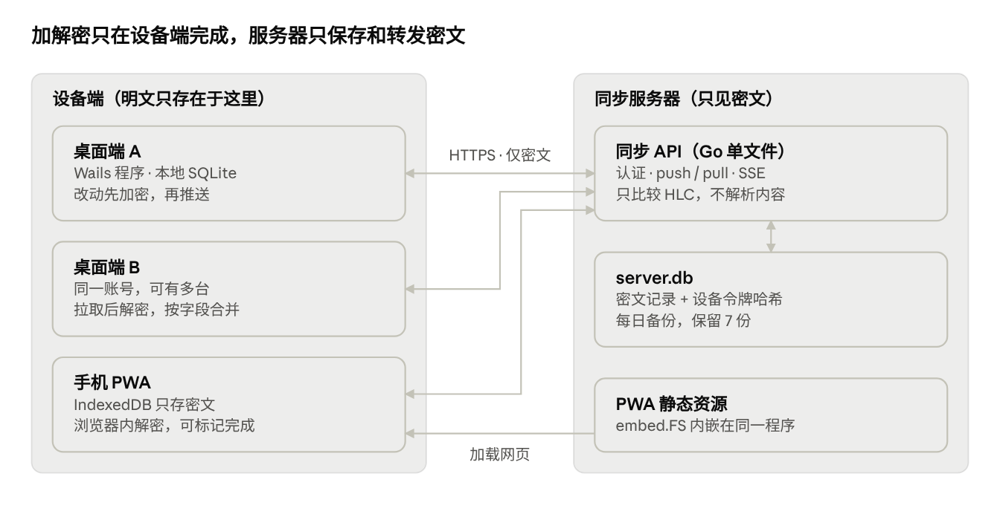 加解密只在设备端完成，服务器只保存和转发密文
设备端（明文只存在于这里）
桌面端 A
Wails 程序 · 本地 SQLite
改动先加密，再推送
桌面端 B
同一账号，可有多台
拉取后解密，按字段合并
手机 PWA
IndexedDB 只存密文
浏览器内解密，可标记完成
HTTPS · 仅密文
加载网页
同步服务器（只见密文）
同步 API（Go 单文件）
认证 · push / pull · SSE
只比较 HLC，不解析内容
server.db
密文记录 + 设备令牌哈希
每日备份，保留 7 份
PWA 静态资源
embed.FS 内嵌在同一程序